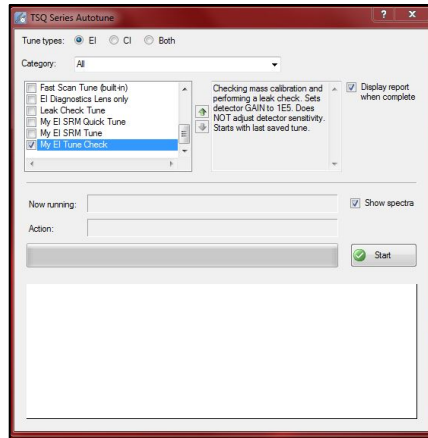 TSQ Series Autotune
Tune types: EI CI Both
Category: All
Fast Scan Tune (built-in)
EI Diagnostics Lens only
Leak Check Tune
My EI SRM Quick Tune
My EI SRM Tune
My EI Tune Check
Checking mass calibration and
performing a leak check. Sets
detector GAIN to 1E5. Does
NOT adjust detector sensitivity.
Starts with last saved tune.
Display report
when complete
Now running:
Show spectra
Action:
Start